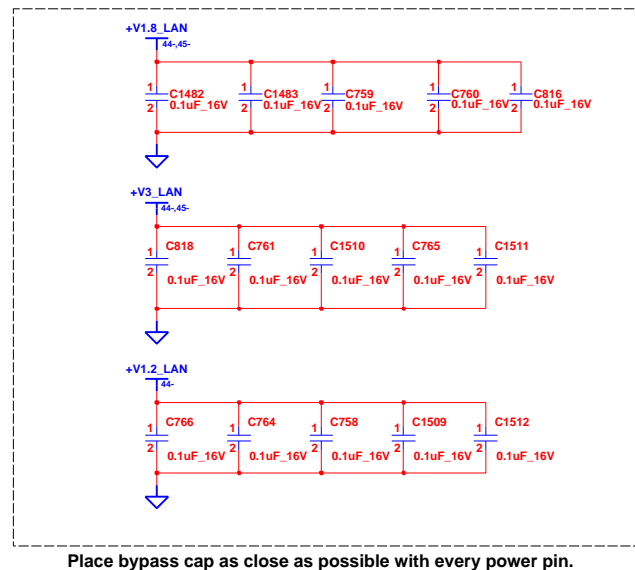 +V1.8_LAN
44-,45-
1 C1482 1 C1483 1 C759 1 C760 1 C816
2 0.1uF_16V 2 0.1uF_16V 2 0.1uF_16V 2 0.1uF_16V 2 0.1uF_16V
+V3_LAN
44-,45-
1 C818 1 C761 1 C1510 1 C765 1 C1511
2 0.1uF_16V 2 0.1uF_16V 2 0.1uF_16V 2 0.1uF_16V 2 0.1uF_16V
+V1.2_LAN
44-
1 C766 1 C764 1 C758 1 C1509 1 C1512
2 0.1uF_16V 2 0.1uF_16V 2 0.1uF_16V 2 0.1uF_16V 2 0.1uF_16V
Place bypass cap as close as possible with every power pin.